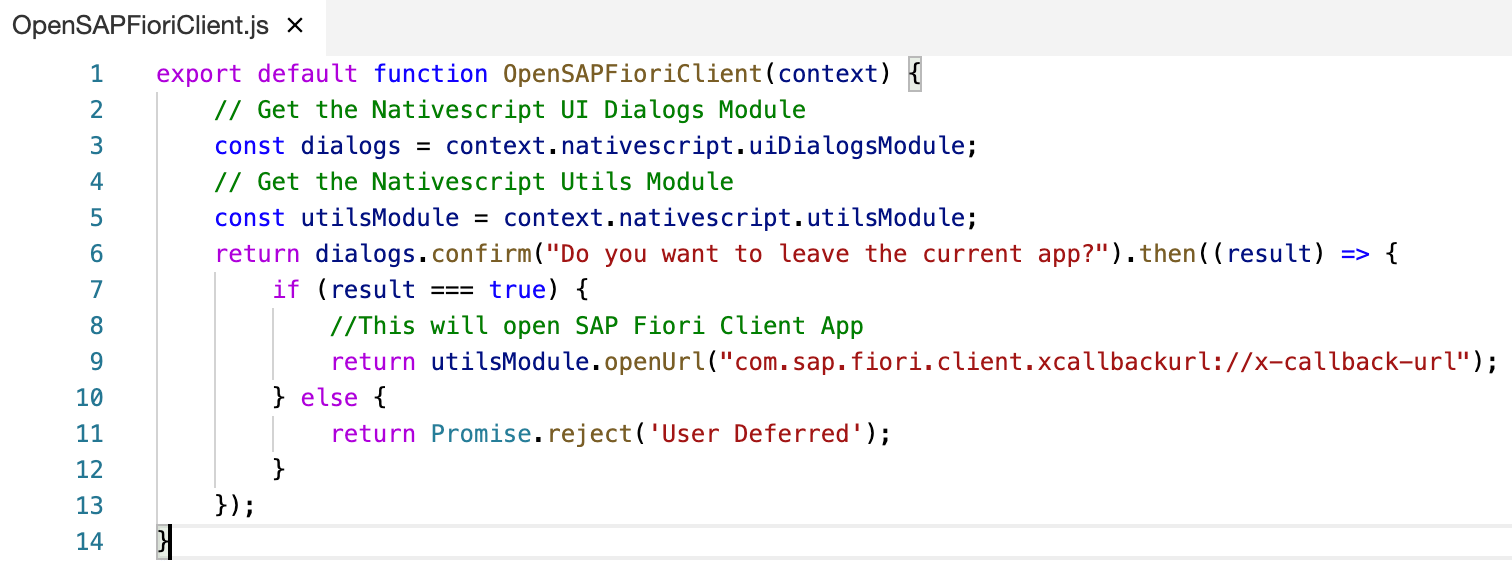 OpenSAPFioriClient.js ×
1 export default function OpenSAPFioriClient(context) {
2 // Get the Nativescript UI Dialogs Module
3 const dialogs = context.nativescript.uiDialogsModule;
4 // Get the Nativescript Utils Module
5 const utilsModule = context.nativescript.utilsModule;
6 return dialogs.confirm("Do you want to leave the current app?").then((result) => {
7 if (result === true) {
8 //This will open SAP Fiori Client App
9 return utilsModule.openUrl("com.sap.fiori.client.xcallbackurl://x-callback-url");
10 } else {
11 return Promise.reject('User Deferred');
12 }
13 });
14 }